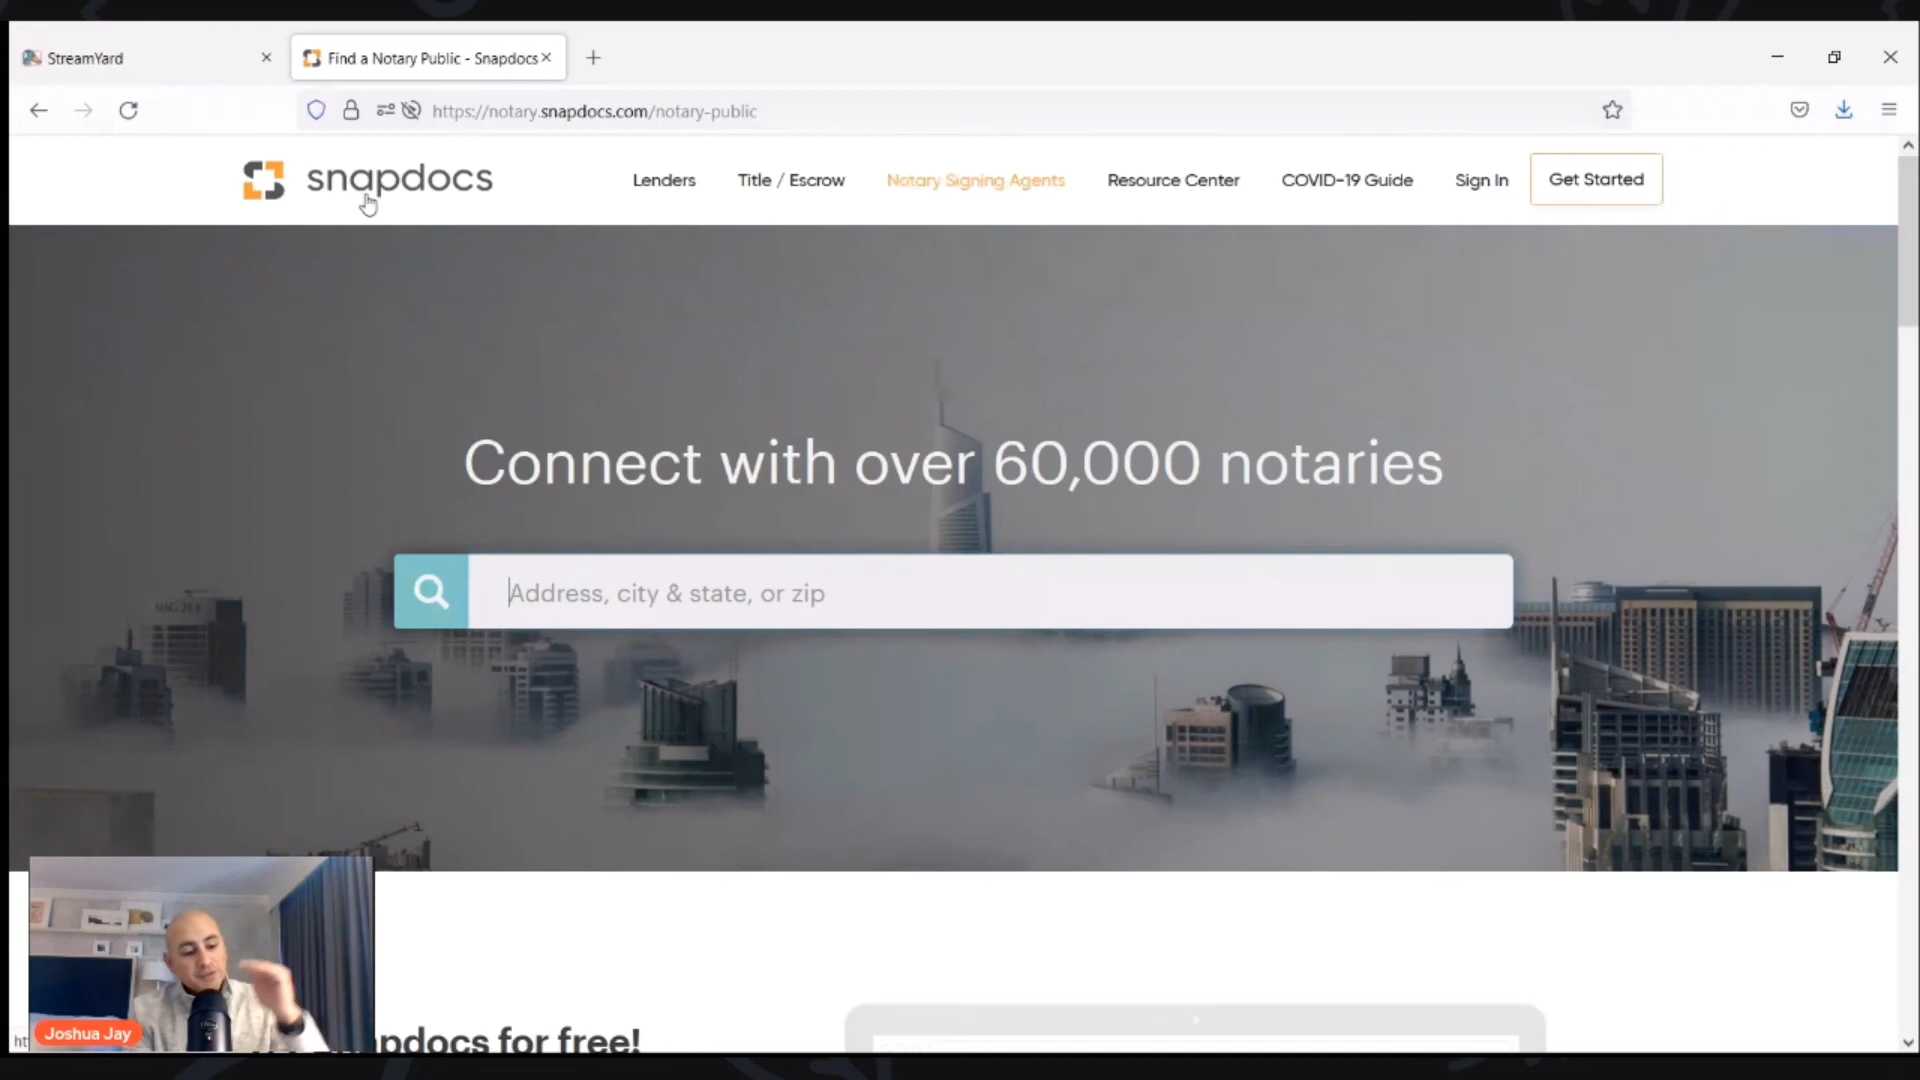 StreamYard
Find a Notary Public - Snapdocs
https://notary.snapdocs.com/notary-public
snapdocs
Lenders
Title / Escrow
Notary Signing Agents
Resource Center
COVID-19 Guide
Sign In
Get Started
Connect with over 60,000 notaries
Address, city & state, or zip
Joshua Jay
pdocs for free!